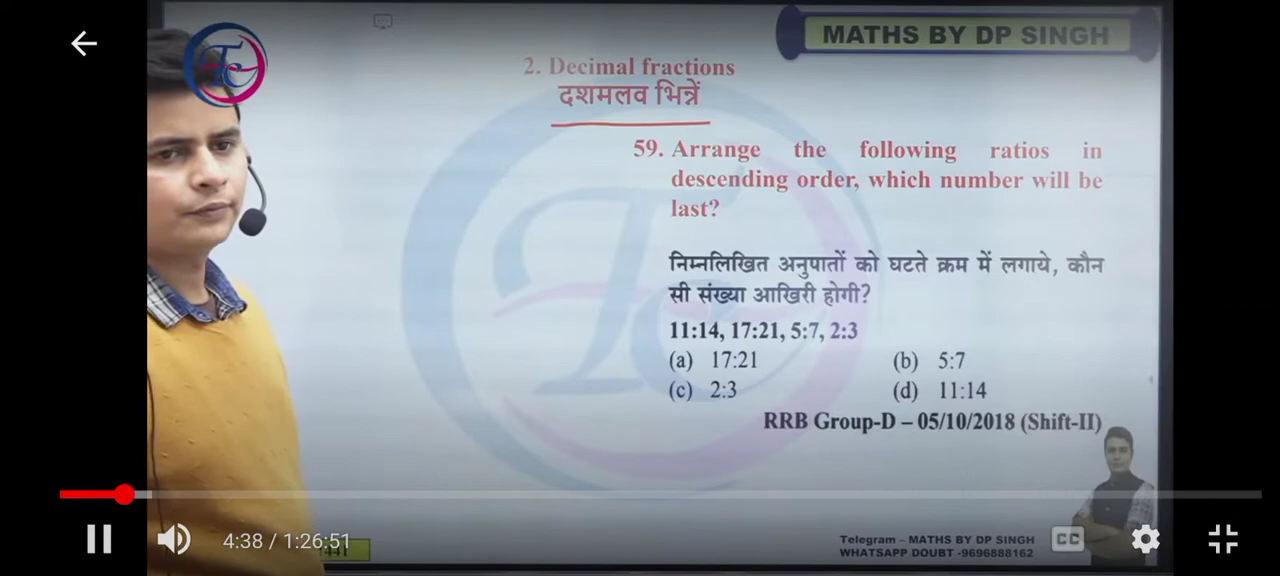 MATHS BY DP SINGH
2. Decimal fractions
दशमलव भिन्नें
59. Arrange the following ratios in
descending order, which number will be
last?
निम्नलिखित अनुपातों को घटते क्रम में लगाये, कौन
सी संख्या आखिरी होगी?
11:14, 17:21, 5:7, 2:3
(a) 17:21 (b) 5:7
(c) 2:3 (d) 11:14
RRB Group-D – 05/10/2018 (Shift-II)
4:38 / 1:26:51
441
CC
Telegram – MATHS BY DP SINGH
WHATSAPP DOUBT -9696888162